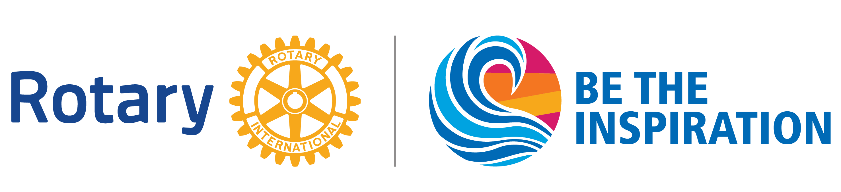 Rotary
ROTARY
INTERNATIONAL
BE THE
INSPIRATION